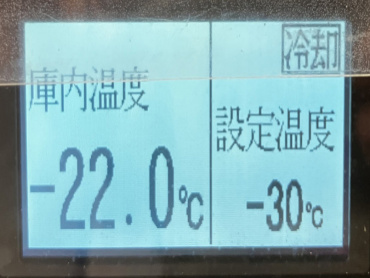 冷却
庫内温度
-22.0℃
設定温度
-30℃